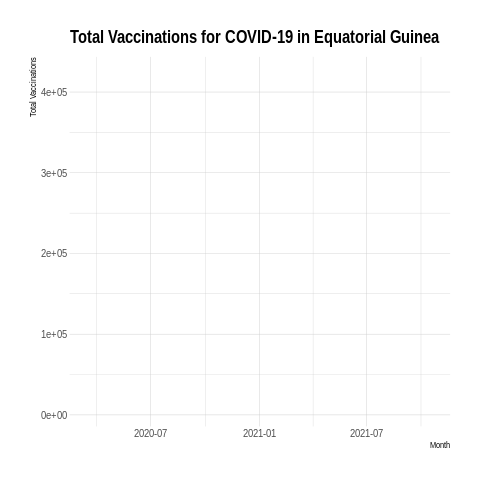 Total Vaccinations for COVID-19 in Equatorial Guinea
Total Vaccinations
4e+05
3e+05
2e+05
1e+05
0e+00
2020-07 2021-01 2021-07
Month